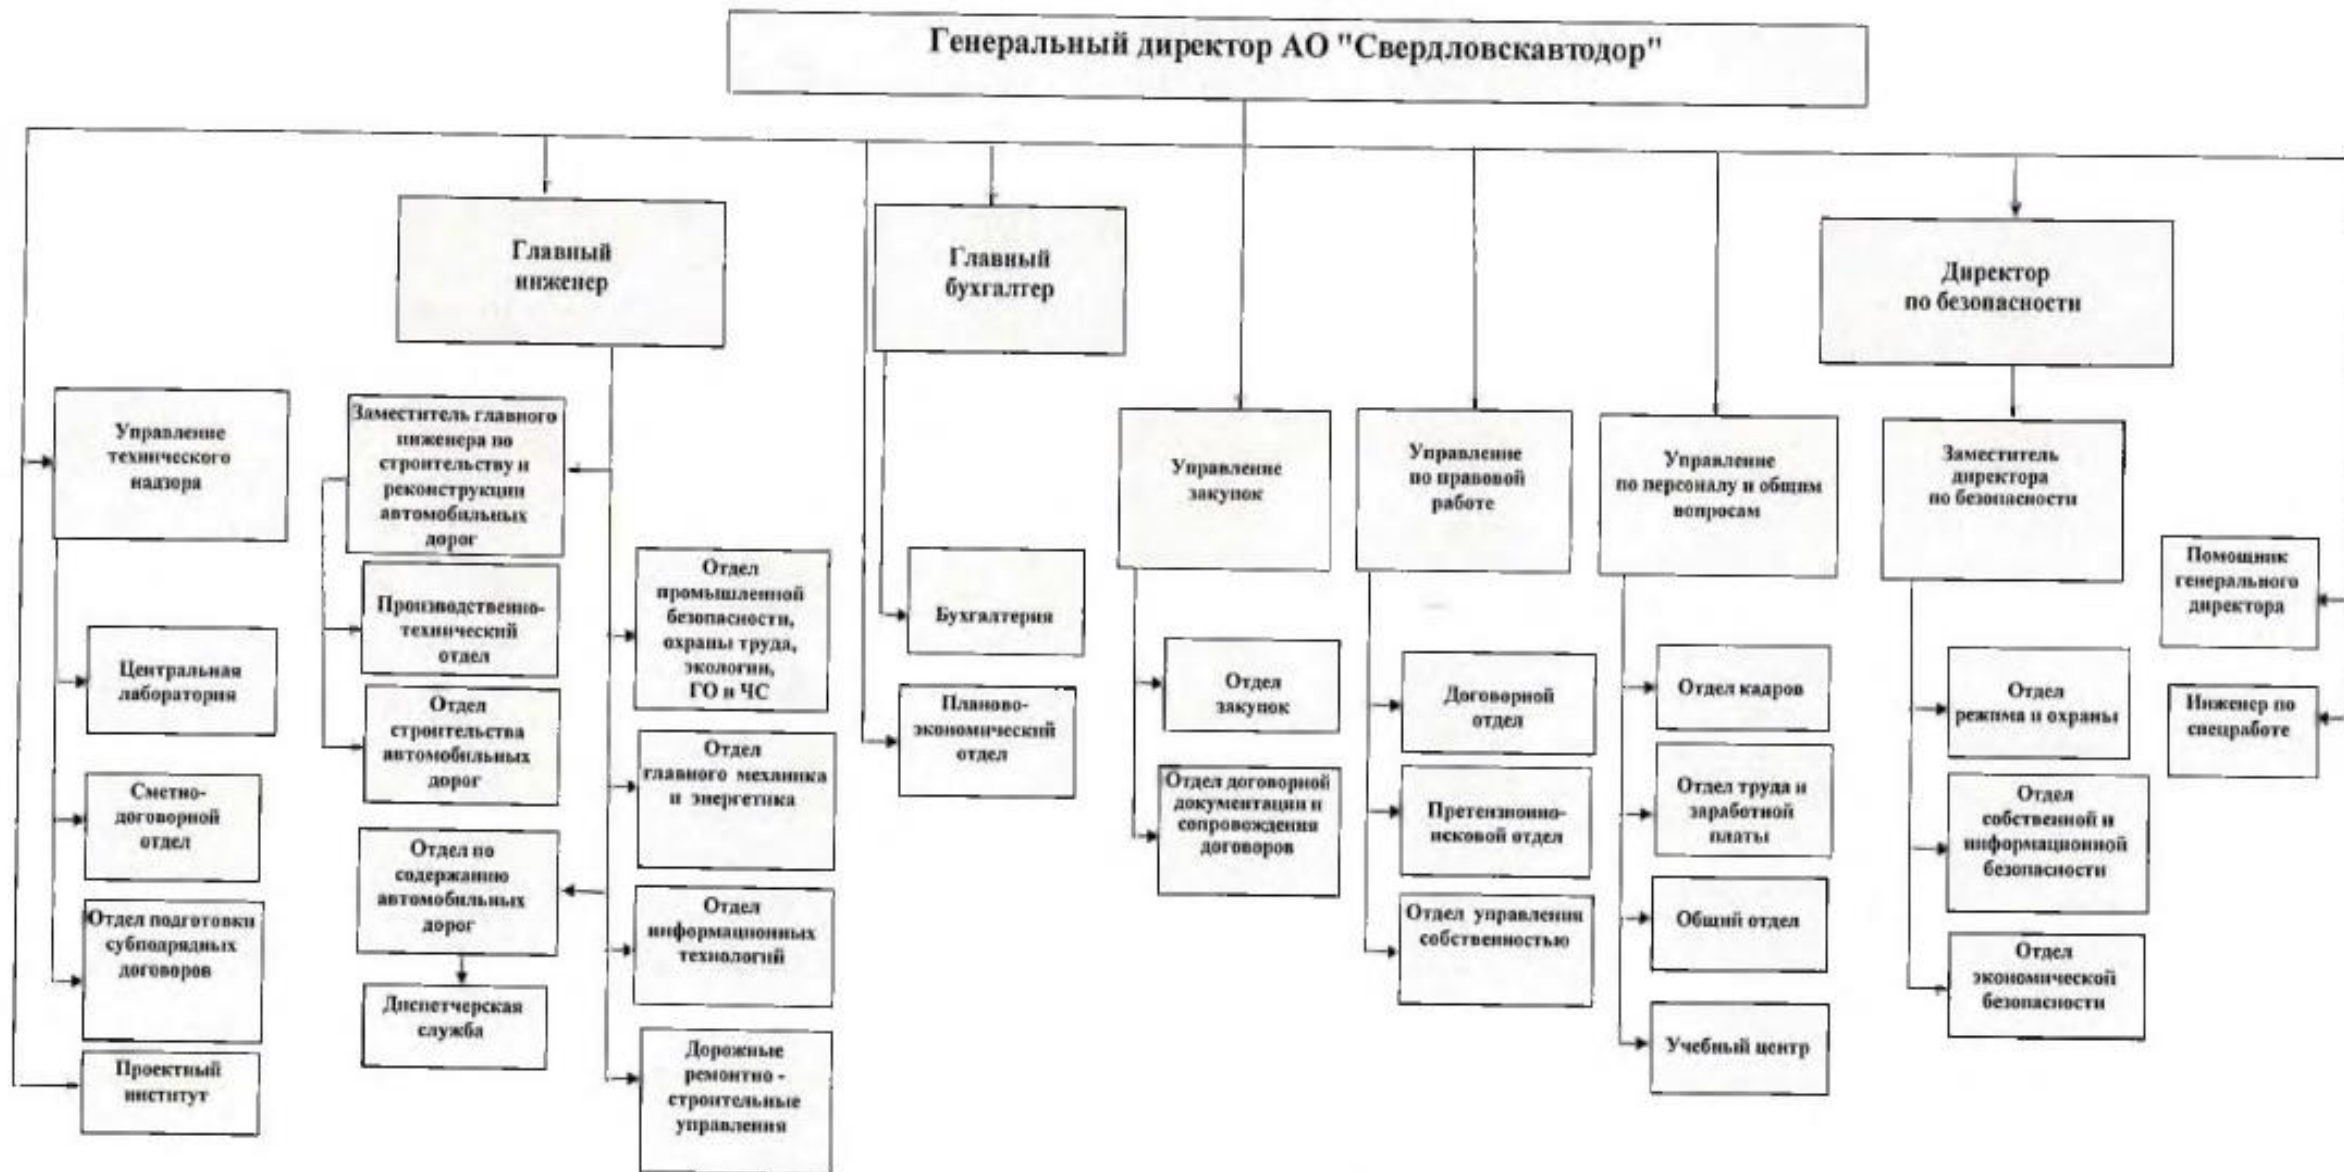 Генеральный директор АО "Свердловскавтодор"
Главный
инженер
Главный
бухгалтер
Директор
по безопасности
Управление
технического
надзора
Заместитель главного
инженера по
строительству и
реконструкции
автомобильных
дорог
Управление
закупок
Управление
по правовой
работе
Управление
по персоналу и общим
вопросам
Заместитель
директора
по безопасности
Помощник
генерального
директора
Инженер по
спецработе
Центральная
лаборатория
Сметно-
договорной
отдел
Отдел подготовки
субподрядных
договоров
Проектный
институт
Производственно-
технический
отдел
Отдел
строительства
автомобильных
дорог
Отдел по
содержанию
автомобильных
дорог
Диспетчерская
служба
Отдел
промышленной
безопасности,
охраны труда,
экологии,
ГО и ЧС
Отдел
главного механика
и энергетика
Отдел
информационных
технологий
Дорожные
ремонтно -
строительные
управления
Бухгалтерия
Планово-
экономический
отдел
Отдел
закупок
Отдел договорной
документации и
сопровождения
договоров
Договорной
отдел
Претензионно-
исковой отдел
Отдел управления
собственностью
Отдел кадров
Отдел труда и
заработной
платы
Общий отдел
Учебный центр
Отдел
режима и охраны
Отдел
собственной и
информационной
безопасности
Отдел
экономической
безопасности